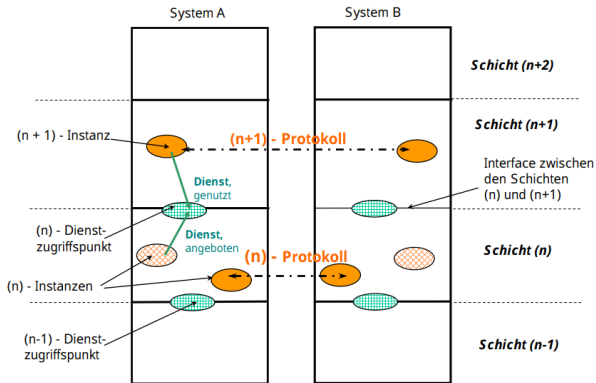 System A
System B
Schicht (n+2)
(n + 1) - Instanz
(n+1) - Protokoll
Schicht (n+1)
Dienst,
genutzt
Interface zwischen
den Schichten
(n) und (n+1)
(n) - Dienst-
zugriffspunkt
Dienst,
angeboten
(n) - Protokoll
Schicht (n)
(n) - Instanzen
(n-1) - Dienst-
zugriffspunkt
Schicht (n-1)